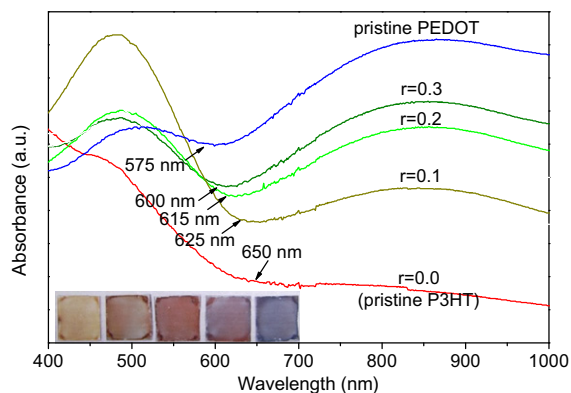 pristine PEDOT
r=0.3
r=0.2
575 nm
600 nm
615 nm
r=0.1
625 nm
650 nm
r=0.0
(pristine P3HT)
Absorbance (a.u.)
400 500 600 700 800 900 1000
Wavelength (nm)